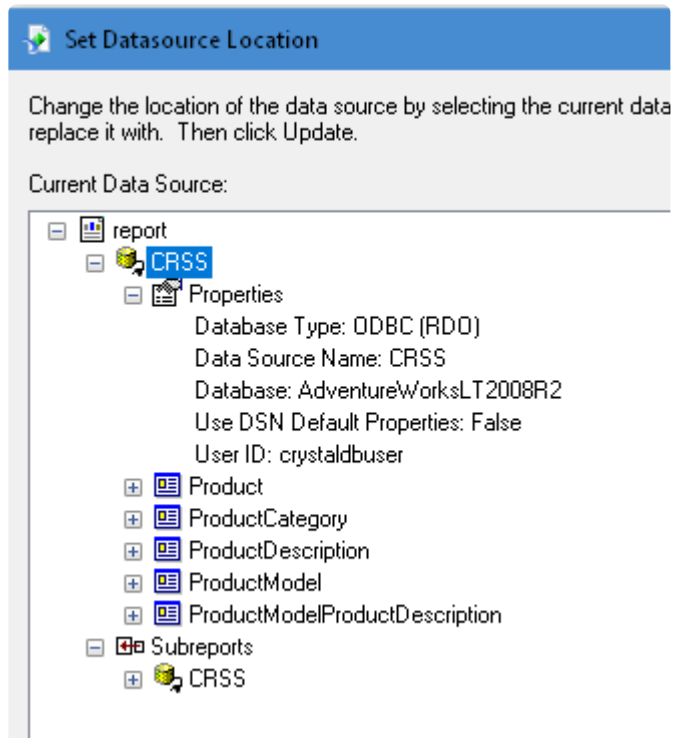 Set Datasource Location
Change the location of the data source by selecting the current data
replace it with. Then click Update.
Current Data Source:
report
CRSS
Properties
Database Type: ODBC (RDO)
Data Source Name: CRSS
Database: AdventureWorksLT2008R2
Use DSN Default Properties: False
User ID: crystaldbuser
Product
ProductCategory
ProductDescription
ProductModel
ProductModelProductDescription
Subreports
CRSS